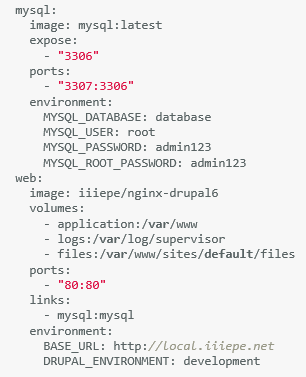 mysql:
  image: mysql:latest
  expose:
    - "3306"
  ports:
    - "3307:3306"
  environment:
    MYSQL_DATABASE: database
    MYSQL_USER: root
    MYSQL_PASSWORD: admin123
    MYSQL_ROOT_PASSWORD: admin123
web:
  image: iiiepe/nginx-drupal6
  volumes:
    - application:/var/www
    - logs:/var/log/supervisor
    - files:/var/www/sites/default/files
  ports:
    - "80:80"
  links:
    - mysql:mysql
  environment:
    BASE_URL: http://local.iiiepe.net
    DRUPAL_ENVIRONMENT: development